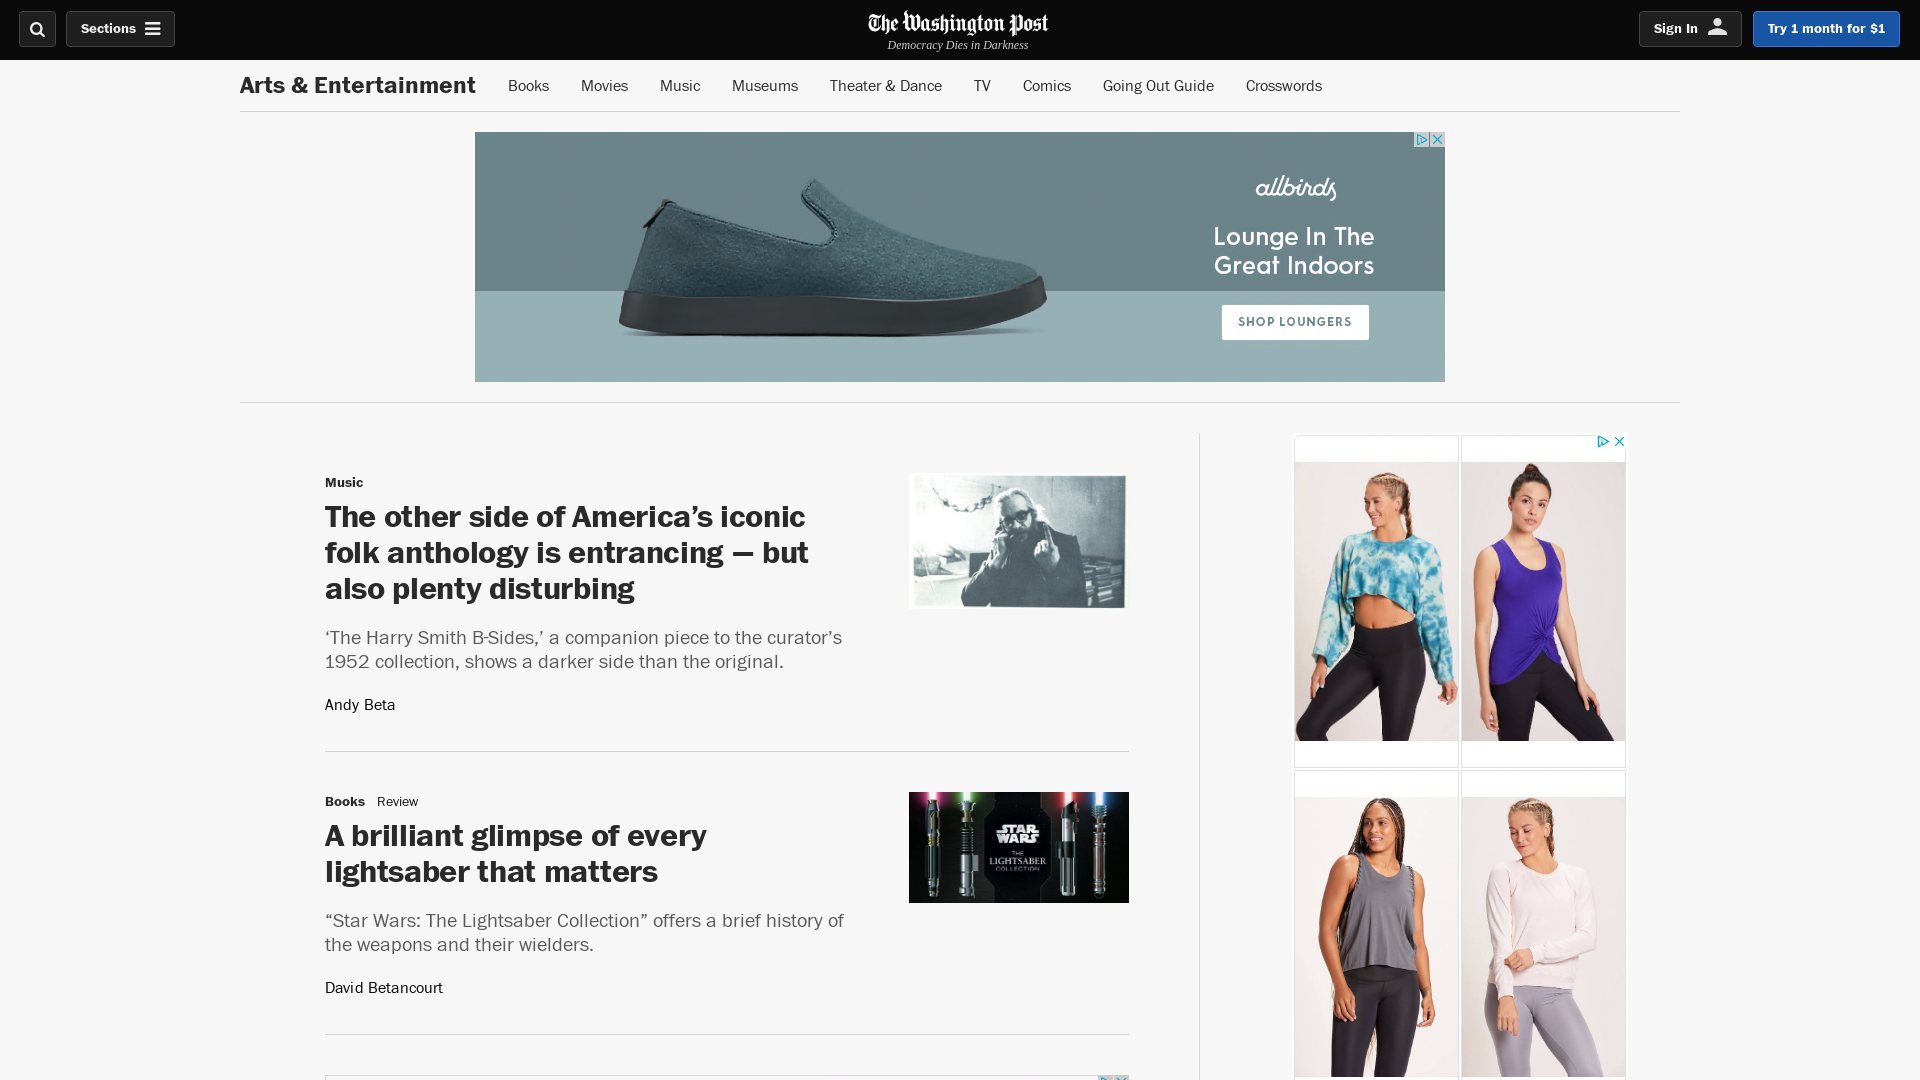 Sections
The Washington Post
Democracy Dies in Darkness
Sign In
Try 1 month for $1
Arts & Entertainment
Books
Movies
Music
Museums
Theater & Dance
TV
Comics
Going Out Guide
Crosswords
allbirds
Lounge In The
Great Indoors
SHOP LOUNGERS
Music
The other side of America’s iconic
folk anthology is entrancing — but
also plenty disturbing
‘The Harry Smith B-Sides,’ a companion piece to the curator’s
1952 collection, shows a darker side than the original.
Andy Beta
Books Review
A brilliant glimpse of every
lightsaber that matters
“Star Wars: The Lightsaber Collection” offers a brief history of
the weapons and their wielders.
David Betancourt
STAR
WARS
THE
LIGHTSABER
COLLECTION